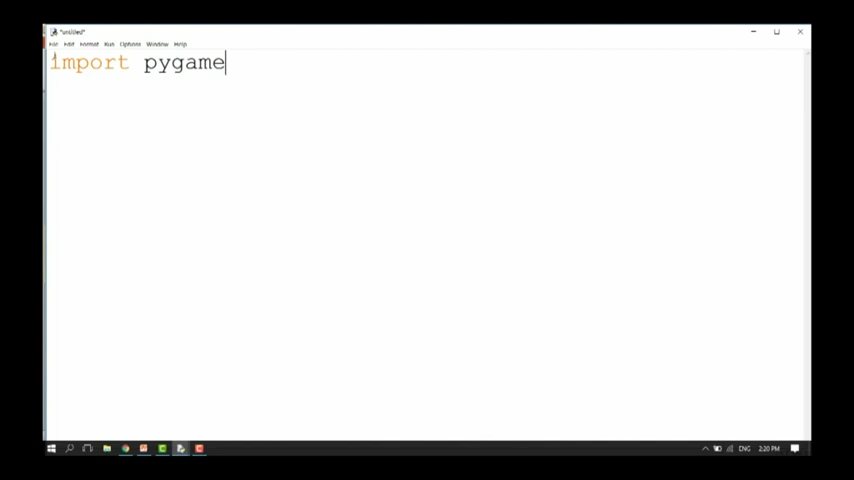 *untitled*
File Edit Format Run Options Window Help
import pygame
ENG 2:20 PM